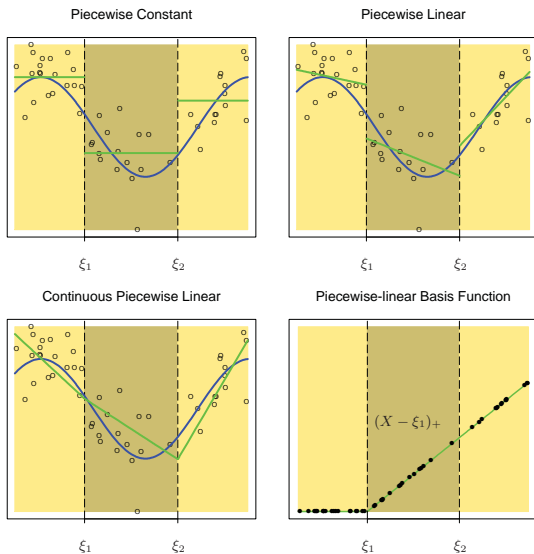 Piecewise Constant
Piecewise Linear
ξ₁ ξ₂
ξ₁ ξ₂
Continuous Piecewise Linear
Piecewise-linear Basis Function
(X − ξ₁)₊
ξ₁ ξ₂
ξ₁ ξ₂